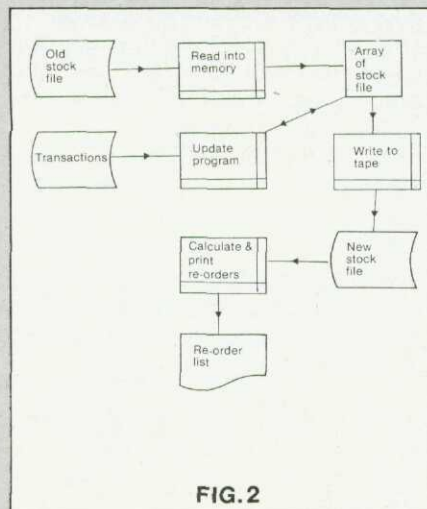 Old
stock
file
Read into
memory
Array
of
stock
file
Transactions
Update
program
Write to
tape
Calculate &
print
re-orders
New
stock
file
Re-order
list
FIG.2